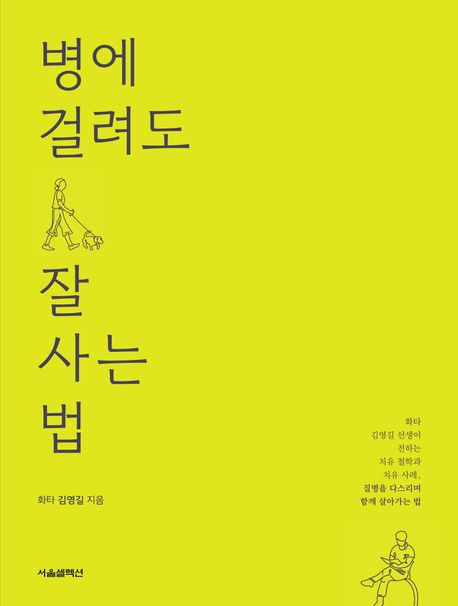 병에
걸려도
잘
사는
법
화타
김영길 선생이
전하는
치유 철학과
치유 사례,
질병을 다스리며
함께 살아가는 법
화타 김영길 지음
서울셀렉션